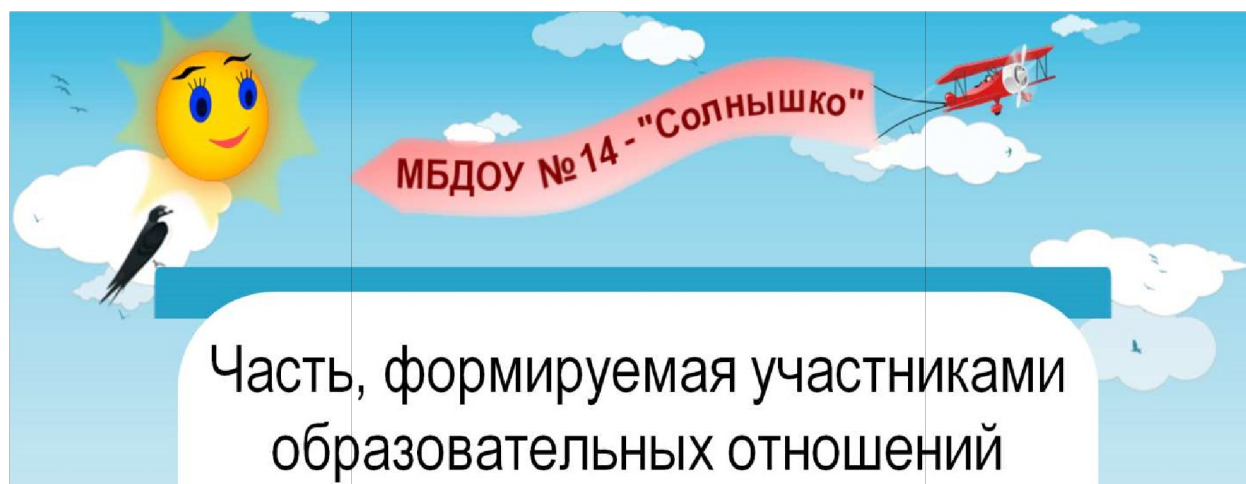 МБДОУ №14 - "Солнышко"
Часть, формируемая участниками
образовательных отношений